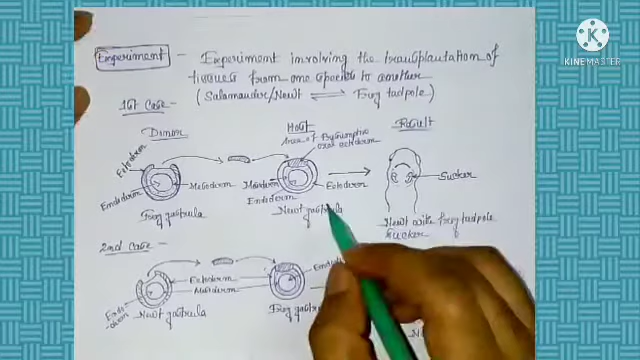 KINEMASTER
Experiment - Experiment involving the transplantation of
tissues from one species to another
(Salamander/Newt ⇌ Frog tadpole)
1st Case -
Donor
Host
Result
Area of
oral ectoderm
Ectoderm
Endoderm
Mesoderm
Mesoderm
Endoderm
Ectoderm
Sucker
Frog gastrula
Newt gastrula
Newt with frog tadpole
sucker
2nd Case -
Ectoderm
Mesoderm
Endo-
derm
Newt gastrula
Frog